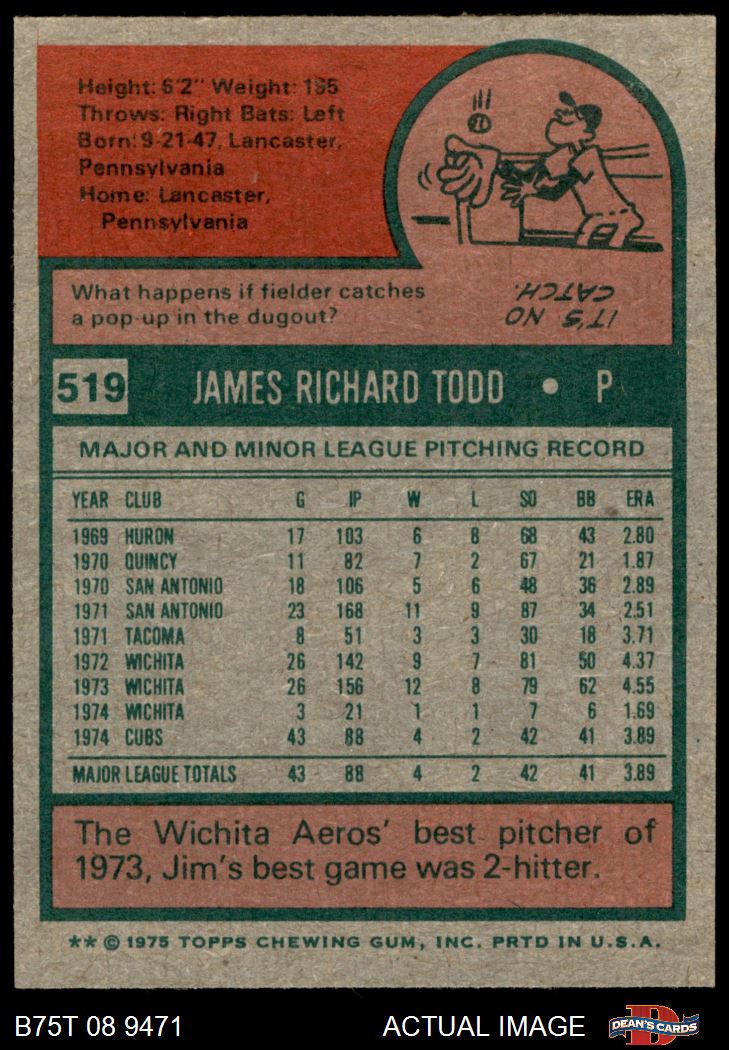 Height: 6'2" Weight: 195
Throws: Right Bats: Left
Born: 9-21-47, Lancaster,
Pennsylvania
Home: Lancaster,
Pennsylvania
What happens if fielder catches
a pop-up in the dugout?
IT'S NO
CATCH.
519 JAMES RICHARD TODD • P
MAJOR AND MINOR LEAGUE PITCHING RECORD
YEAR CLUB G IP W L SO BB ERA
1969 HURON 17 103 6 8 68 43 2.80
1970 QUINCY 11 82 7 2 67 21 1.87
1970 SAN ANTONIO 18 106 5 6 48 36 2.89
1971 SAN ANTONIO 23 168 11 9 87 34 2.51
1971 TACOMA 8 51 3 3 30 18 3.71
1972 WICHITA 26 142 9 7 81 50 4.37
1973 WICHITA 26 156 12 8 79 62 4.55
1974 WICHITA 3 21 1 1 7 6 1.69
1974 CUBS 43 88 4 2 42 41 3.89
MAJOR LEAGUE TOTALS 43 88 4 2 42 41 3.89
The Wichita Aeros' best pitcher of
1973, Jim's best game was 2-hitter.
** © 1975 TOPPS CHEWING GUM, INC. PRTD IN U.S.A.
B75T 08 9471 ACTUAL IMAGE DEAN'S CARDS